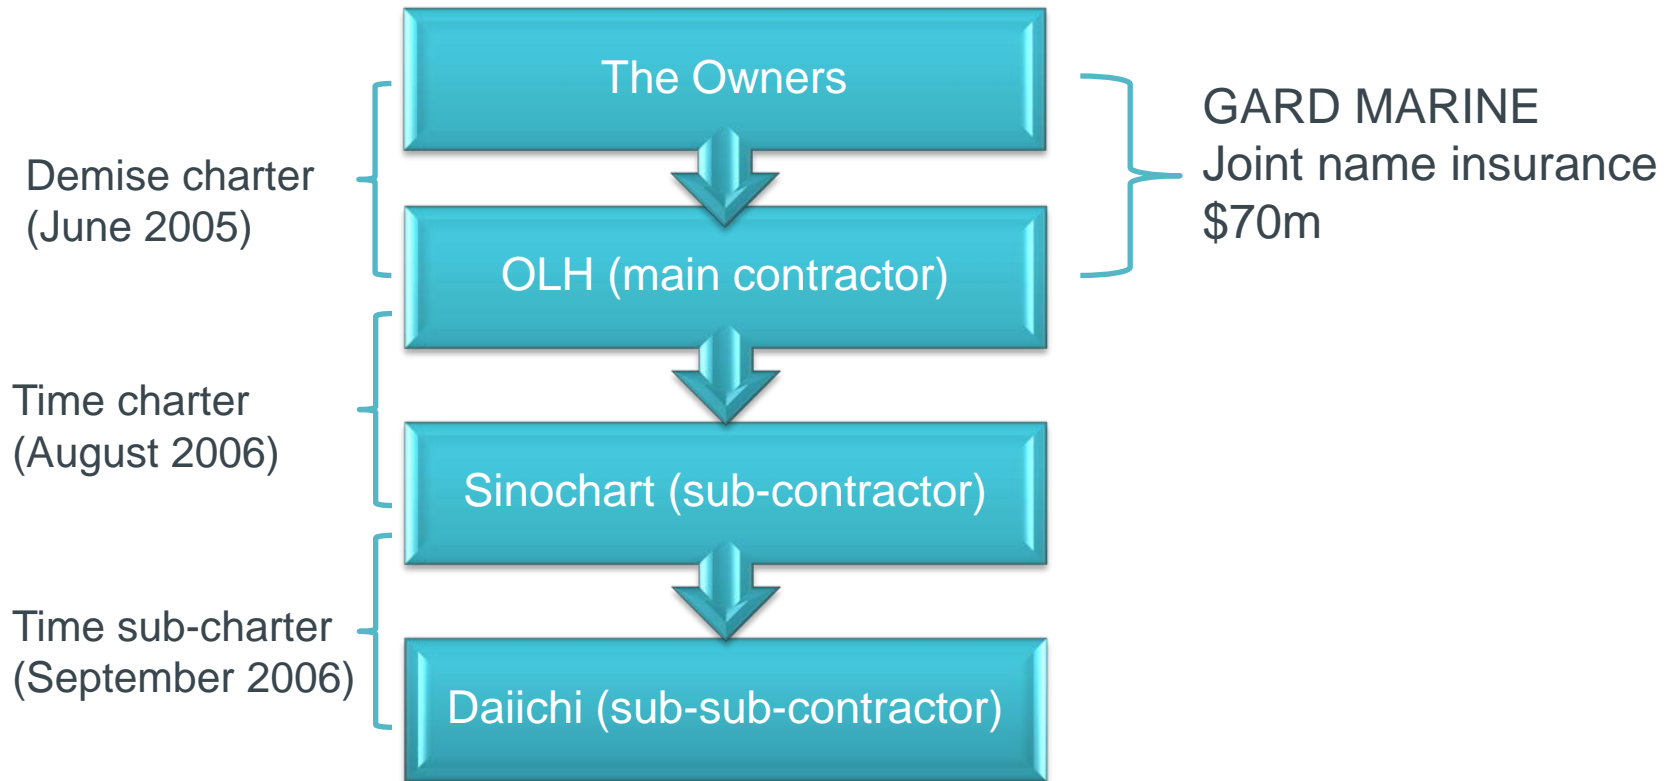 The Owners
GARD MARINE
Joint name insurance
$70m
Demise charter
(June 2005)
OLH (main contractor)
Time charter
(August 2006)
Sinochart (sub-contractor)
Time sub-charter
(September 2006)
Daiichi (sub-sub-contractor)